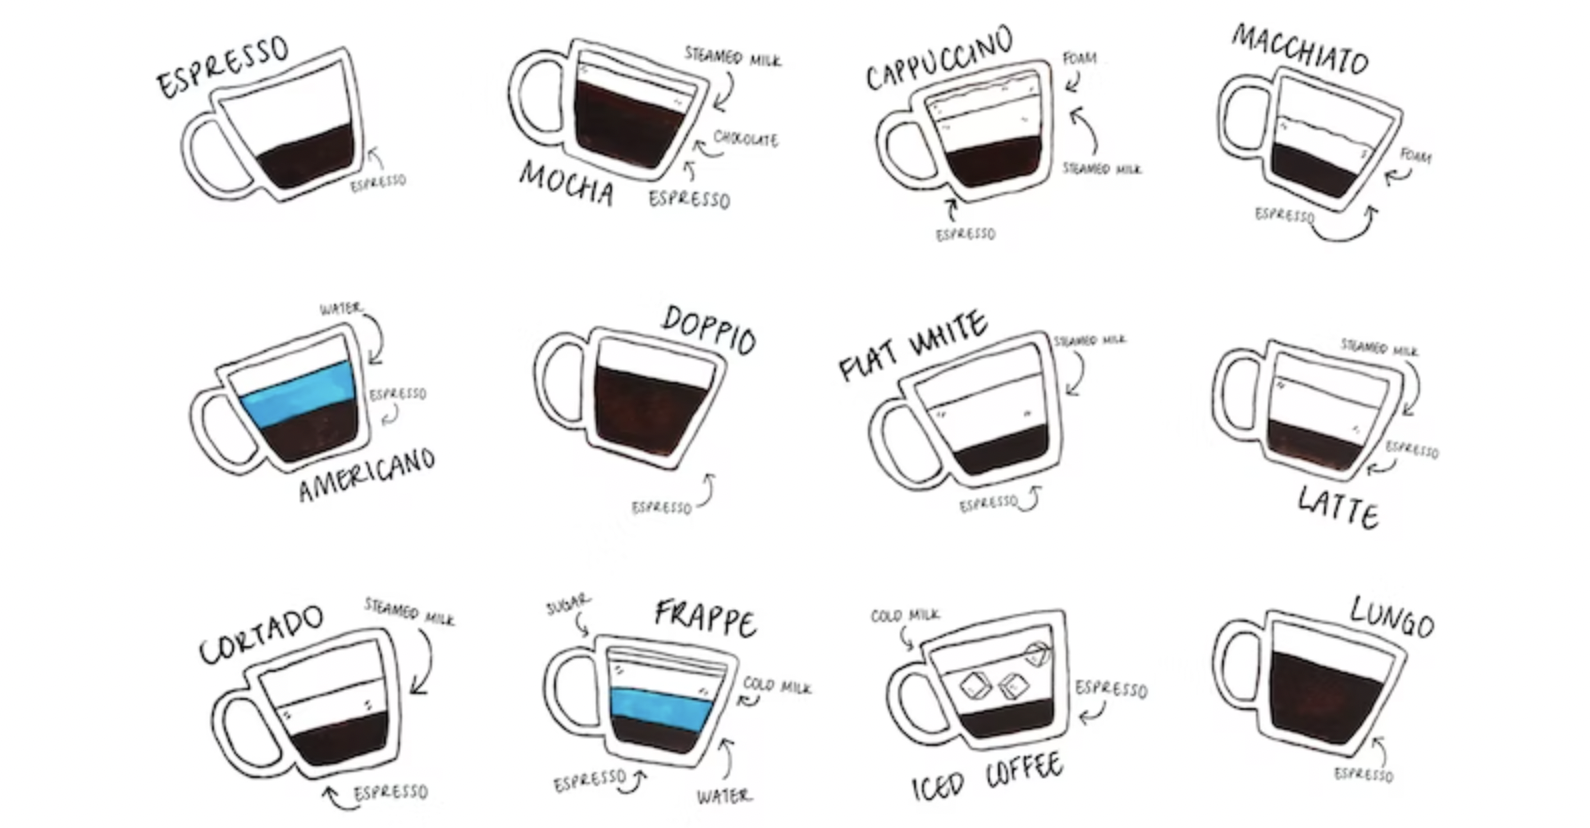 ESPRESSO
ESPRESSO
STEAMED MILK
CHOCOLATE
ESPRESSO
MOCHA
CAPPUCCINO
FOAM
STEAMED MILK
ESPRESSO
MACCHIATO
FOAM
ESPRESSO
WATER
ESPRESSO
AMERICANO
DOPPIO
ESPRESSO
FLAT WHITE
STEAMED MILK
ESPRESSO
STEAMED MILK
ESPRESSO
LATTE
CORTADO
STEAMED MILK
ESPRESSO
SUGAR
FRAPPE
COLD MILK
ESPRESSO
WATER
COLD MILK
ESPRESSO
ICED COFFEE
LUNGO
ESPRESSO